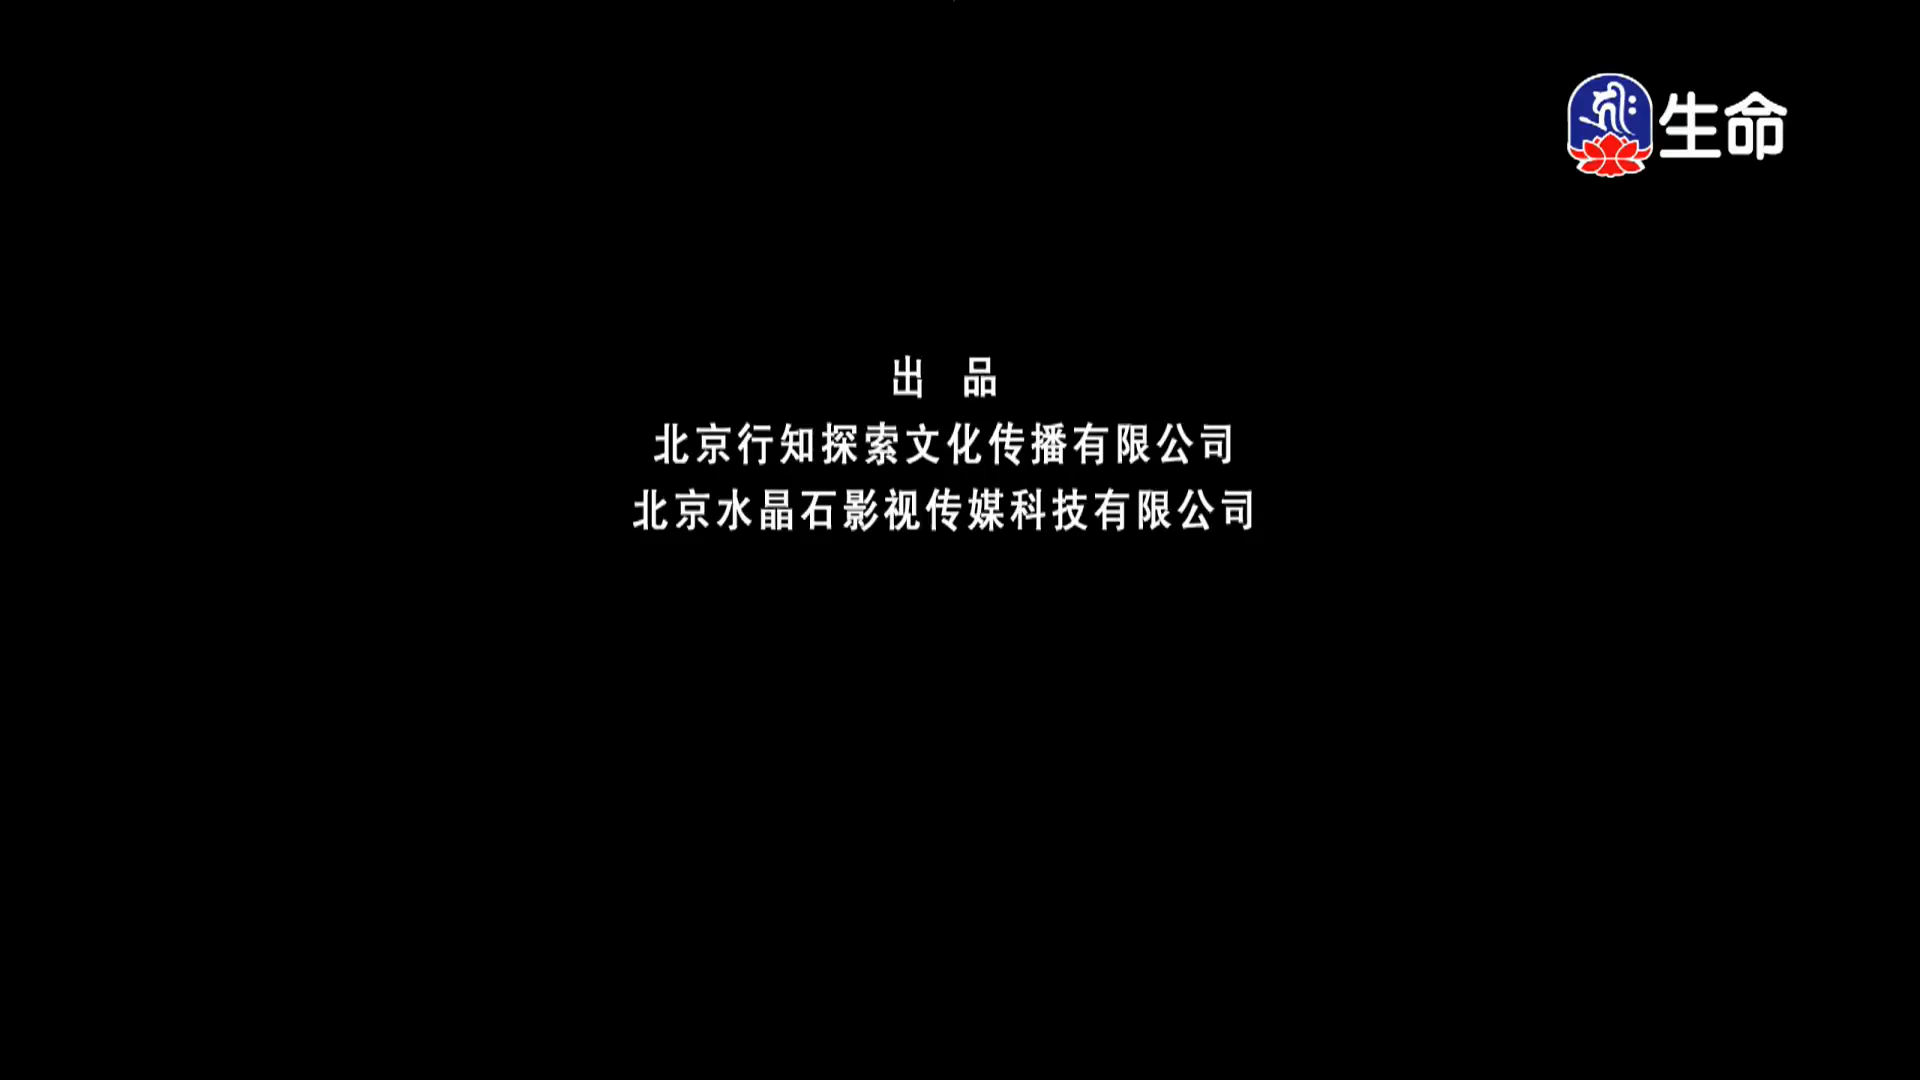 生命
出 品
北京行知探索文化传播有限公司
北京水晶石影视传媒科技有限公司